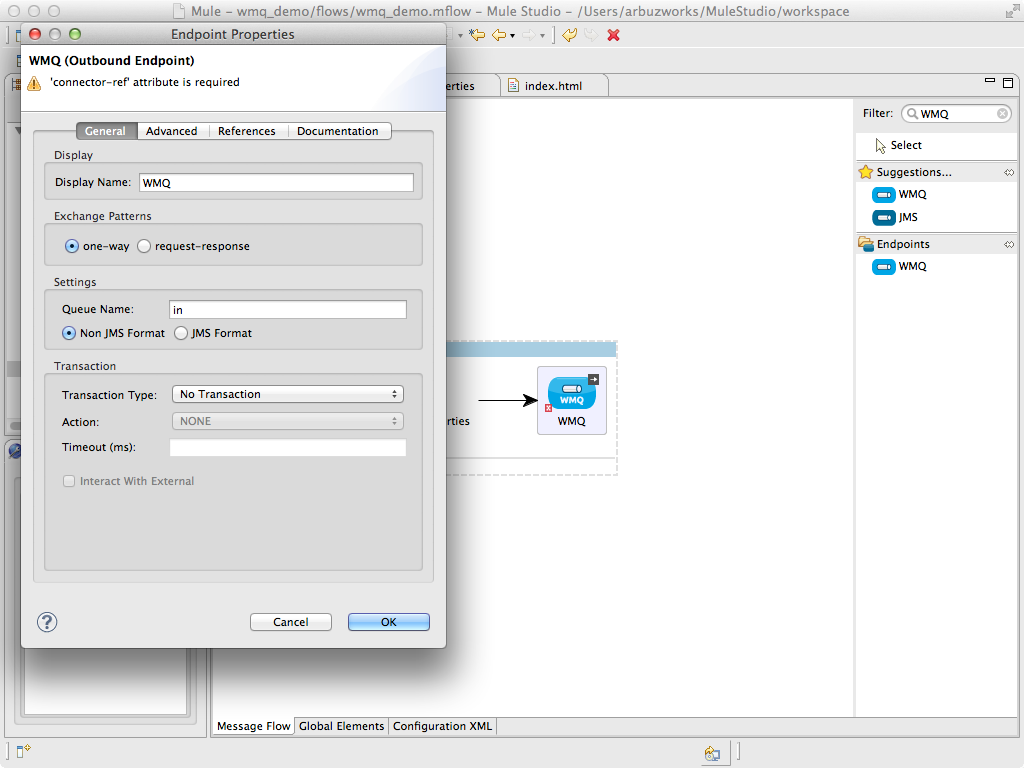 Mule – wmq_demo/flows/wmq_demo.mflow – Mule Studio – /Users/arbuzworks/MuleStudio/workspace
Endpoint Properties
WMQ (Outbound Endpoint)
'connector-ref' attribute is required
General Advanced References Documentation
Display
Display Name: WMQ
Exchange Patterns
one-way request-response
Settings
Queue Name: in
Non JMS Format JMS Format
Transaction
Transaction Type: No Transaction
Action: NONE
Timeout (ms):
Interact With External
? Cancel OK
erties index.html
WMQ
rties WMQ
Filter: WMQ
Select
Suggestions...
WMQ
JMS
Endpoints
WMQ
Message Flow Global Elements Configuration XML